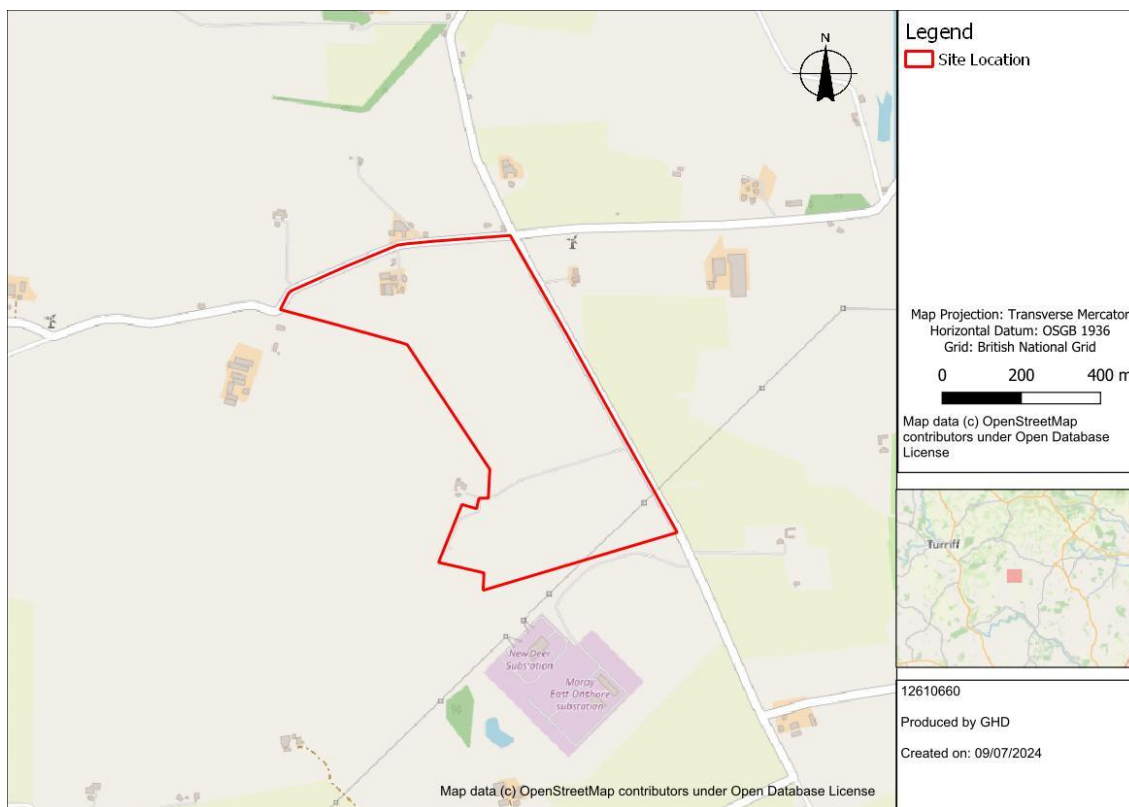 N
New Deer
Substation
Moray
East Onshore
substation
Map data (c) OpenStreetMap contributors under Open Database License
Legend
Site Location
Map Projection: Transverse Mercator
Horizontal Datum: OSGB 1936
Grid: British National Grid
0 200 400 m
Map data (c) OpenStreetMap
contributors under Open Database
License
Turriff
12610660
Produced by GHD
Created on: 09/07/2024